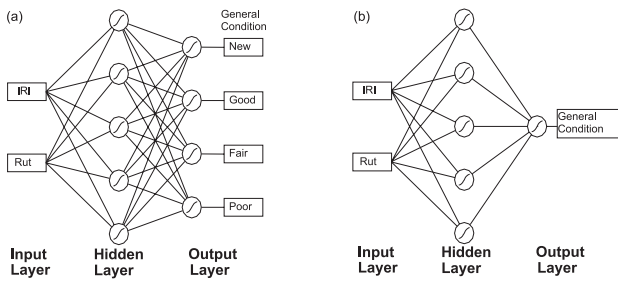 (a)
General
Condition
New
IRI
Good
Fair
Rut
Poor
Input
Layer
Hidden
Layer
Output
Layer
(b)
IRI
General
Condition
Rut
Input
Layer
Hidden
Layer
Output
Layer